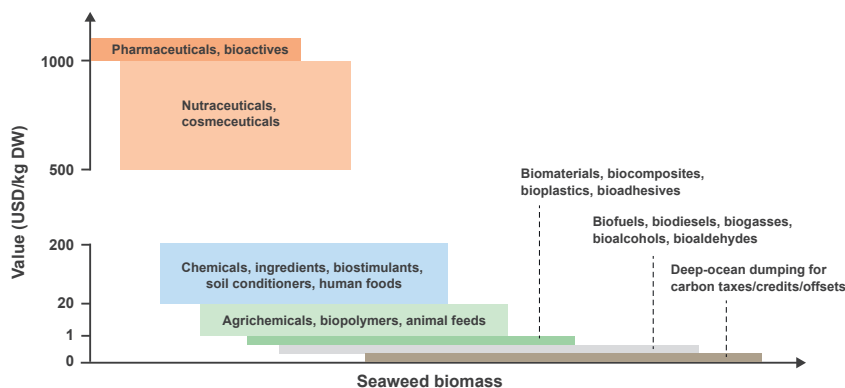 Pharmaceuticals, bioactives
1000
Nutraceuticals,
cosmeceuticals
500
Value (USD/kg DW)
Biomaterials, biocomposites,
bioplastics, bioadhesives
Biofuels, biodiesels, biogasses,
bioalcohols, bioaldehydes
Deep-ocean dumping for
carbon taxes/credits/offsets
200
Chemicals, ingredients, biostimulants,
soil conditioners, human foods
20
Agrichemicals, biopolymers, animal feeds
1
0
Seaweed biomass